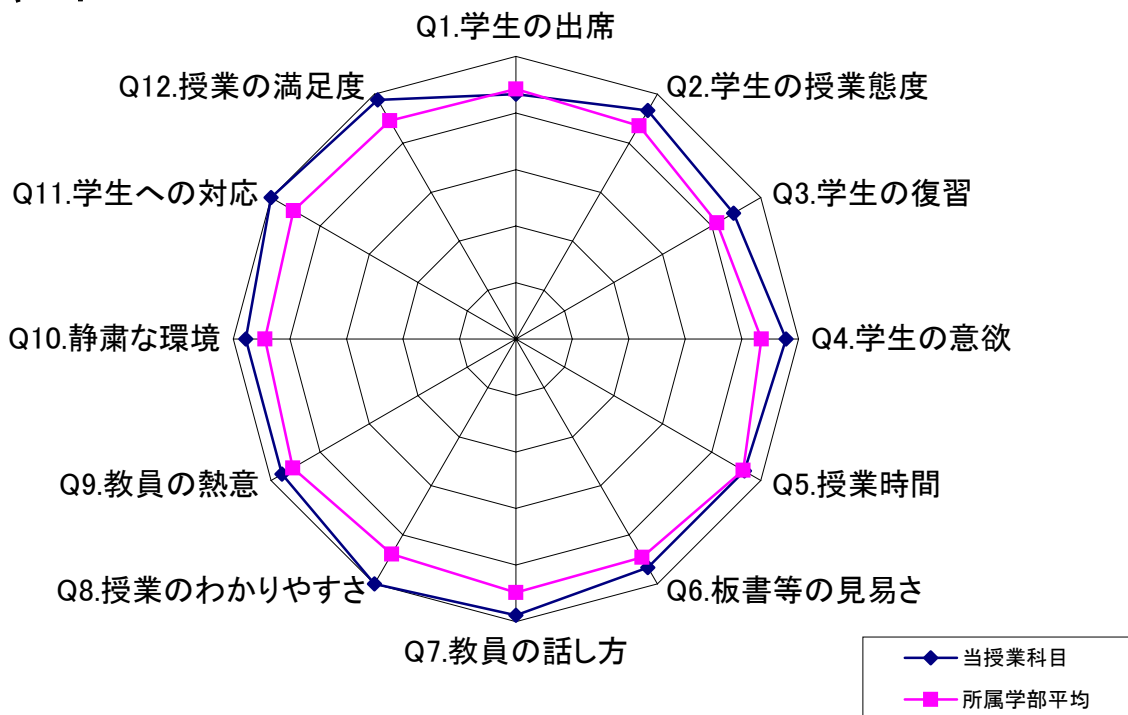 Q1.学生の出席
Q2.学生の授業態度
Q3.学生の復習
Q4.学生の意欲
Q5.授業時間
Q6.板書等の見易さ
Q7.教員の話し方
Q8.授業のわかりやすさ
Q9.教員の熱意
Q10.静粛な環境
Q11.学生への対応
Q12.授業の満足度
当授業科目
所属学部平均